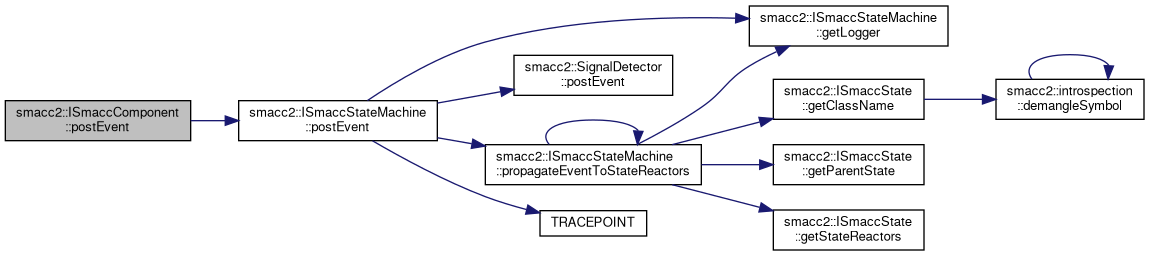 smacc2::ISmaccComponent
::postEvent
smacc2::ISmaccStateMachine
::postEvent
smacc2::ISmaccStateMachine
::getLogger
smacc2::SignalDetector
::postEvent
smacc2::ISmaccStateMachine
::propagateEventToStateReactors
TRACEPOINT
smacc2::ISmaccState
::getClassName
smacc2::ISmaccState
::getParentState
smacc2::ISmaccState
::getStateReactors
smacc2::introspection
::demangleSymbol